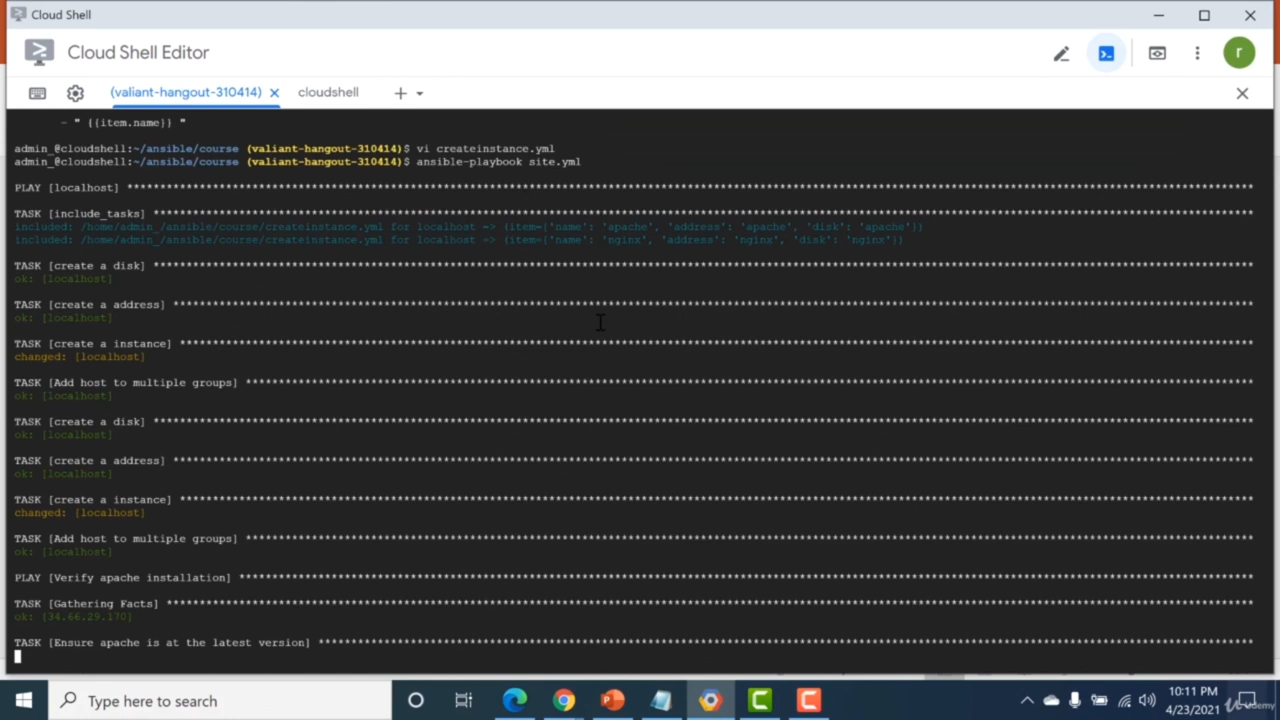 Cloud Shell
Cloud Shell Editor
r
(valiant-hangout-310414)
cloudshell
- " {{item.name}} "
admin_@cloudshell:~/ansible/course (valiant-hangout-310414)$ vi createinstance.yml
admin_@cloudshell:~/ansible/course (valiant-hangout-310414)$ ansible-playbook site.yml
PLAY [localhost] ***
TASK [include_tasks] ***
included: /home/admin_/ansible/course/createinstance.yml for localhost => (item={'name': 'apache', 'address': 'apache', 'disk': 'apache'})
included: /home/admin_/ansible/course/createinstance.yml for localhost => (item={'name': 'nginx', 'address': 'nginx', 'disk': 'nginx'})
TASK [create a disk] ***
ok: [localhost]
TASK [create a address] ***
ok: [localhost]
TASK [create a instance] ***
changed: [localhost]
TASK [Add host to multiple groups] ***
ok: [localhost]
TASK [create a disk] ***
ok: [localhost]
TASK [create a address] ***
ok: [localhost]
TASK [create a instance] ***
changed: [localhost]
TASK [Add host to multiple groups] ***
ok: [localhost]
PLAY [Verify apache installation] ***
TASK [Gathering Facts] ***
ok: [34.66.29.170]
TASK [Ensure apache is at the latest version] ***
Type here to search
10:11 PM
4/23/2021
Udemy